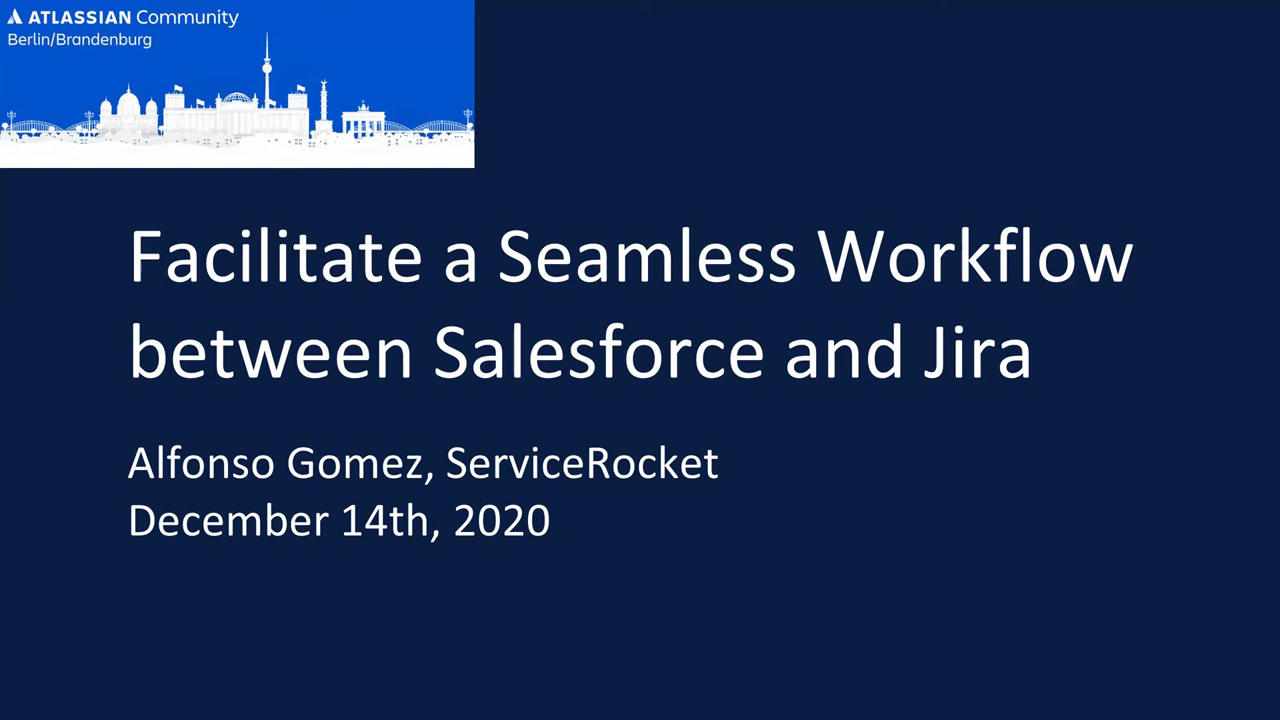 ATLASSIAN Community
Berlin/Brandenburg
Facilitate a Seamless Workflow
between Salesforce and Jira
Alfonso Gomez, ServiceRocket
December 14th, 2020